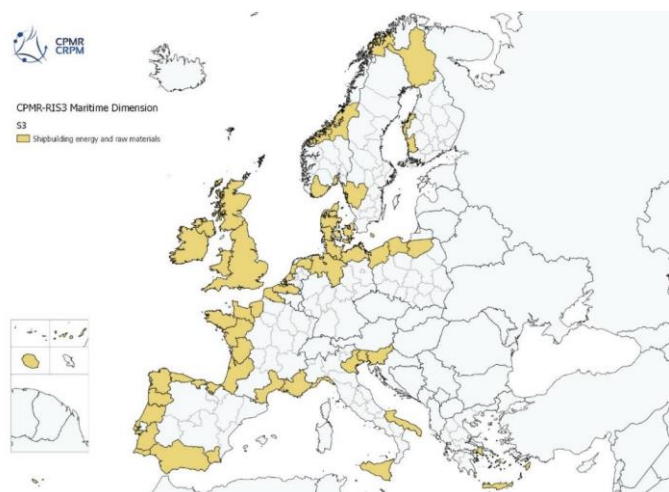 CPMR
CRPM
CPMR-RIS3 Maritime Dimension
S3
Shipbuilding energy and raw materials